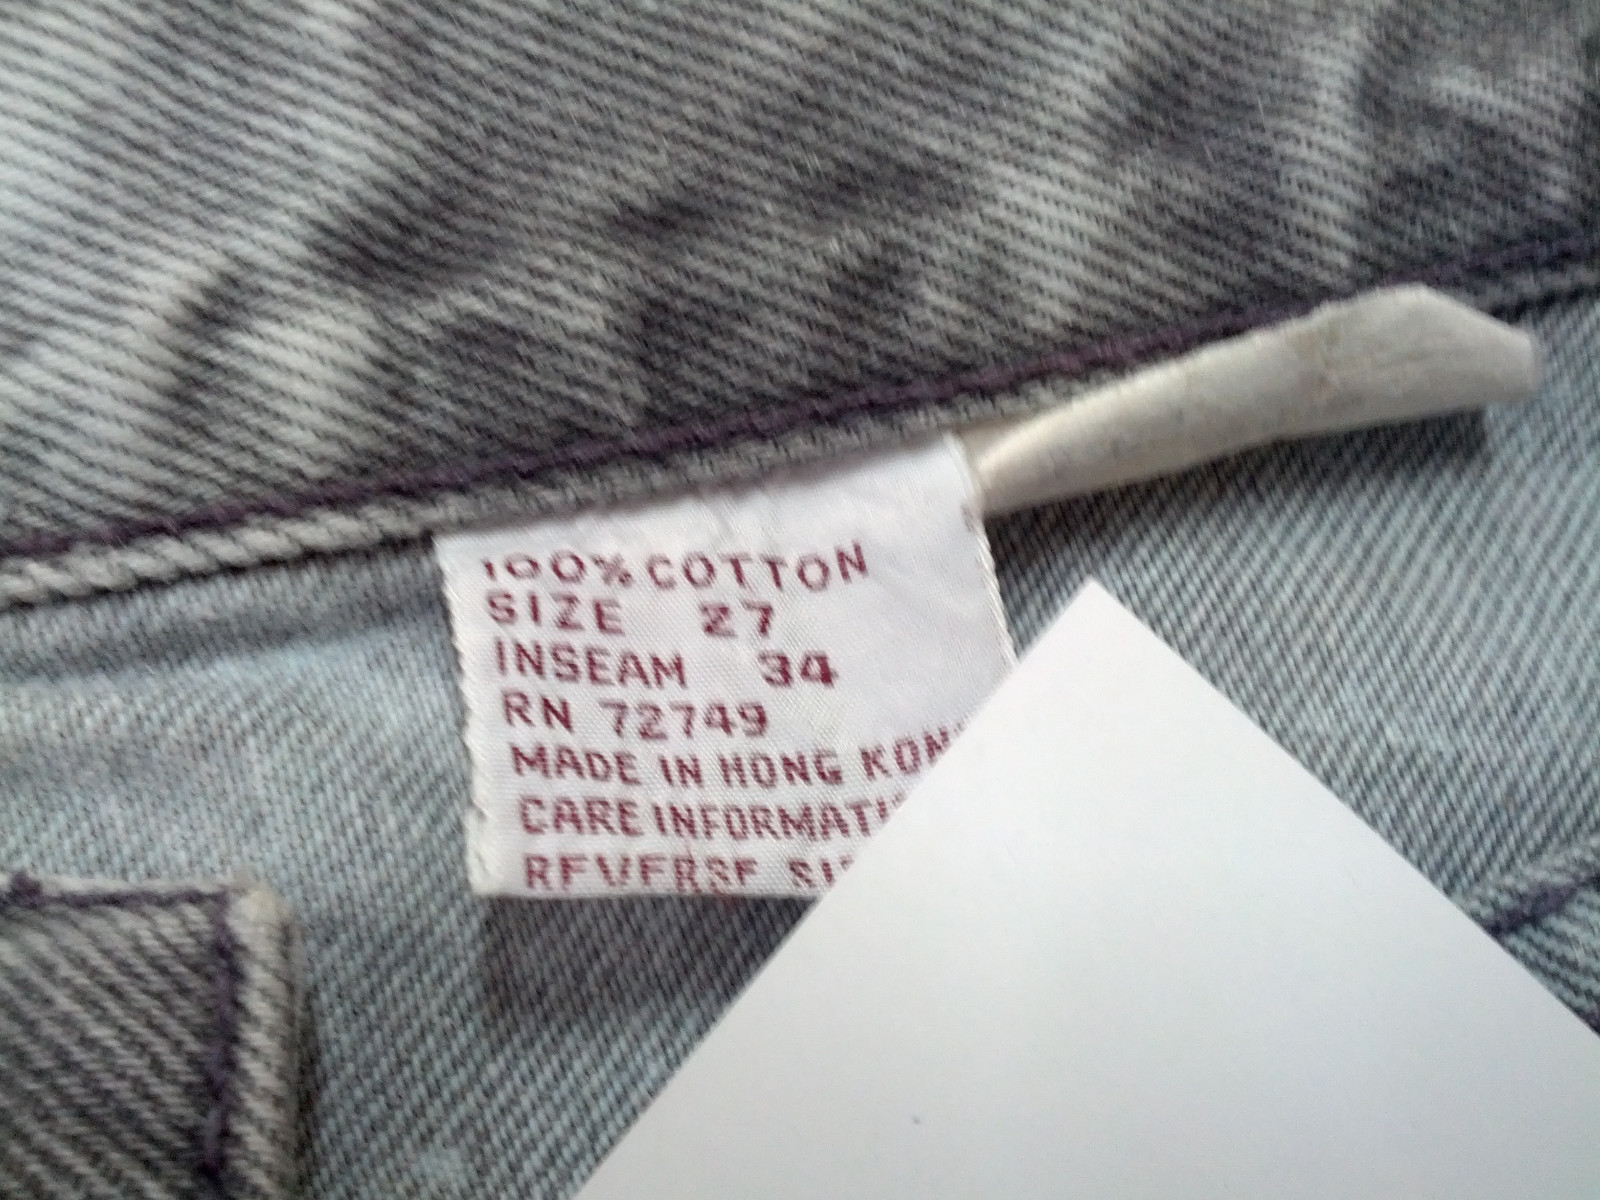 100% COTTON
SIZE 27
INSEAM 34
RN 72749
MADE IN HONG KON
CARE INFORMATI
REVERSE SI